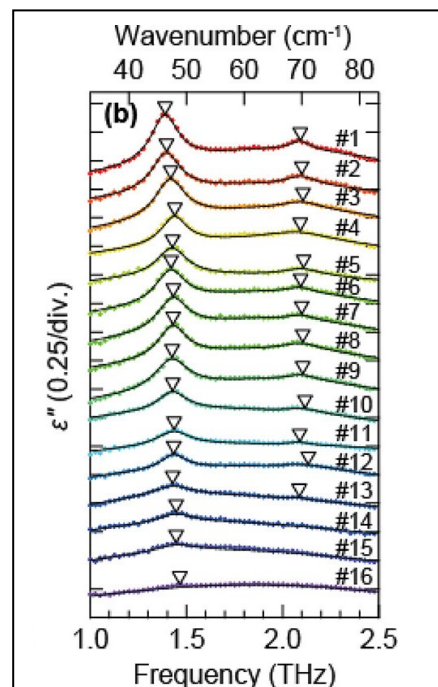 Wavenumber (cm⁻¹)
40 50 60 70 80
(b)
#1
#2
#3
#4
#5
#6
#7
#8
#9
#10
#11
#12
#13
#14
#15
#16
ε″ (0.25/div.)
1.0 1.5 2.0 2.5
Frequency (THz)